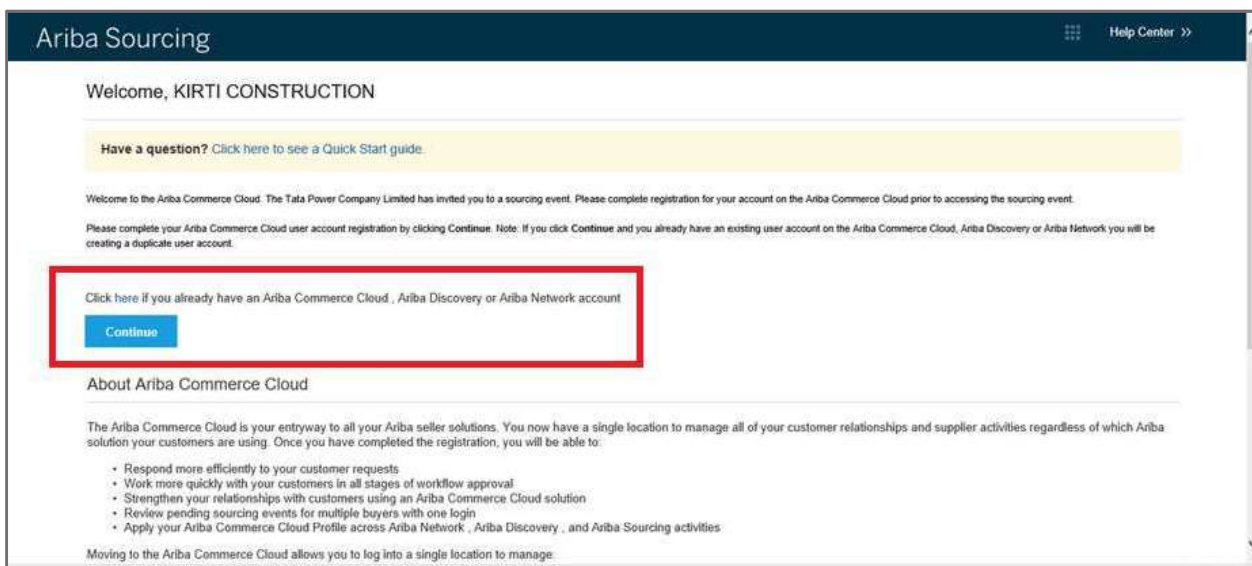 Ariba Sourcing
Help Center >>
Welcome, KIRTI CONSTRUCTION
Have a question? Click here to see a Quick Start guide.
Welcome to the Ariba Commerce Cloud. The Tata Power Company Limited has invited you to a sourcing event. Please complete registration for your account on the Ariba Commerce Cloud prior to accessing the sourcing event.
Please complete your Ariba Commerce Cloud user account registration by clicking Continue. Note: If you click Continue and you already have an existing user account on the Ariba Commerce Cloud, Ariba Discovery or Ariba Network you will be
creating a duplicate user account.
Click here if you already have an Ariba Commerce Cloud , Ariba Discovery or Ariba Network account
Continue
About Ariba Commerce Cloud
The Ariba Commerce Cloud is your entryway to all your Ariba seller solutions. You now have a single location to manage all of your customer relationships and supplier activities regardless of which Ariba
solution your customers are using. Once you have completed the registration, you will be able to:
• Respond more efficiently to your customer requests
• Work more quickly with your customers in all stages of workflow approval
• Strengthen your relationships with customers using an Ariba Commerce Cloud solution
• Review pending sourcing events for multiple buyers with one login
• Apply your Ariba Commerce Cloud Profile across Ariba Network , Ariba Discovery , and Ariba Sourcing activities
Moving to the Ariba Commerce Cloud allows you to log into a single location to manage: